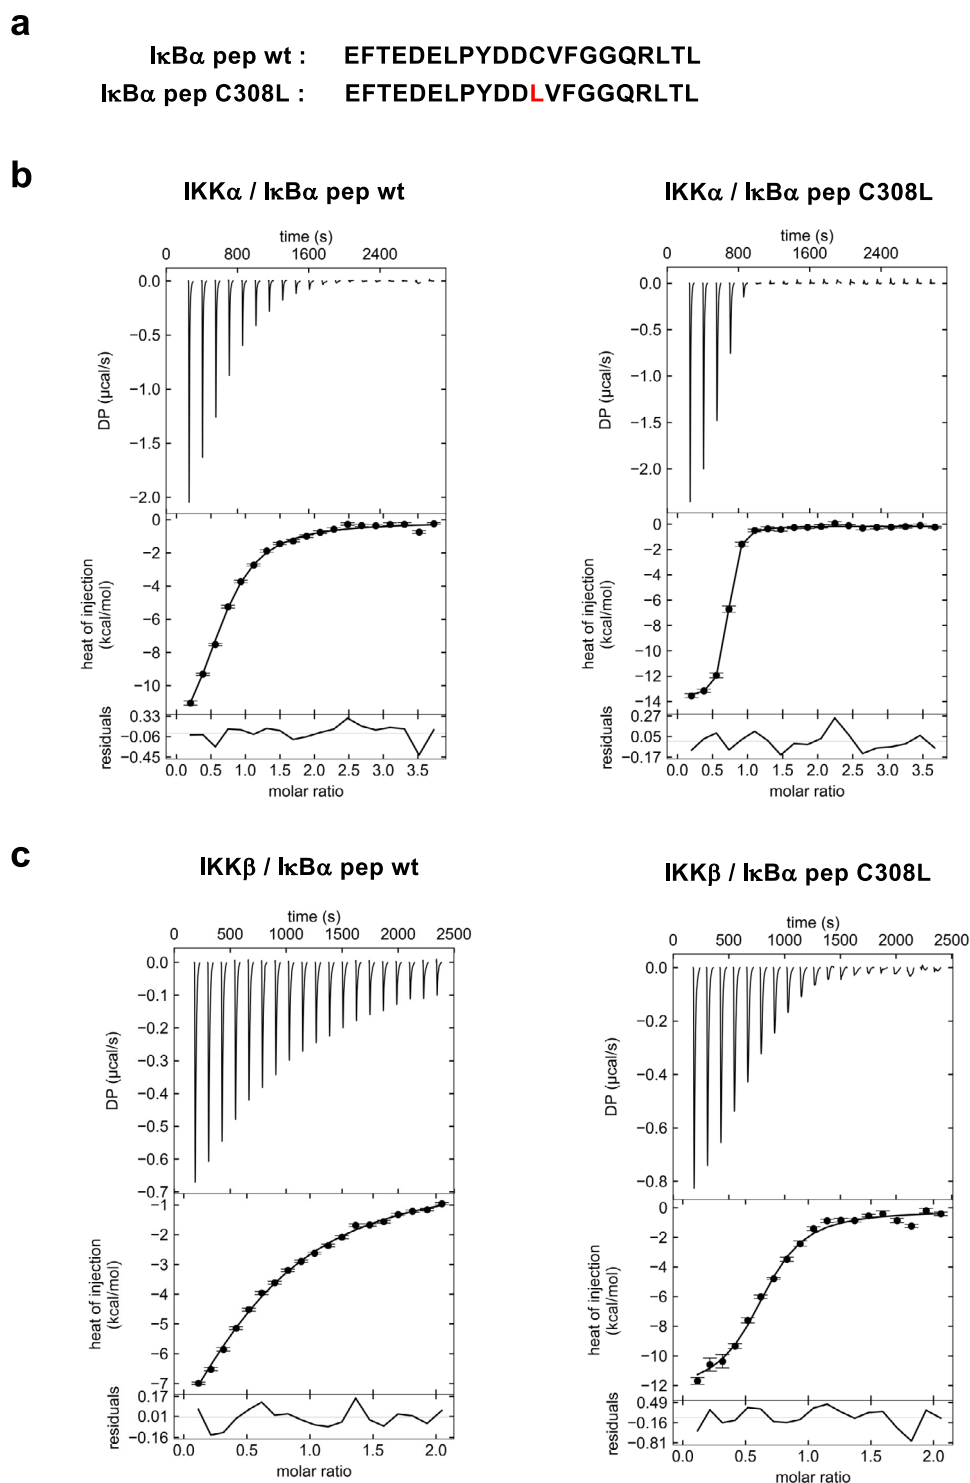 a
IκBα pep wt : EFTEDELPYDDCVFGGQRLTL
IκBα pep C308L : EFTEDELPYDDLVFGGQRLTL
b
IKKα / IκBα pep wt
time (s)
0 800 1600 2400
0.0
−0.5
−1.0
−1.5
−2.0
DP (µcal/s)
0
−2
−4
−6
−8
−10
heat of injection
(kcal/mol)
0.33
−0.06
−0.45
residuals
0.0 0.5 1.0 1.5 2.0 2.5 3.0 3.5
molar ratio
IKKα / IκBα pep C308L
time (s)
0 800 1600 2400
0.0
−0.5
−1.0
−1.5
−2.0
DP (µcal/s)
0
−2
−4
−6
−8
−10
−12
−14
heat of injection
(kcal/mol)
0.27
0.05
−0.17
residuals
0.0 0.5 1.0 1.5 2.0 2.5 3.0 3.5
molar ratio
c
IKKβ / IκBα pep wt
time (s)
0 500 1000 1500 2000 2500
0.0
−0.1
−0.2
−0.3
−0.4
−0.5
−0.6
−0.7
DP (µcal/s)
−1
−2
−3
−4
−5
−6
−7
heat of injection
(kcal/mol)
0.17
0.01
−0.16
residuals
0.0 0.5 1.0 1.5 2.0
molar ratio
IKKβ / IκBα pep C308L
time (s)
0 500 1000 1500 2000 2500
0.0
−0.2
−0.4
−0.6
−0.8
DP (µcal/s)
0
−2
−4
−6
−8
−10
−12
heat of injection
(kcal/mol)
0.49
−0.16
−0.81
residuals
0.0 0.5 1.0 1.5 2.0
molar ratio